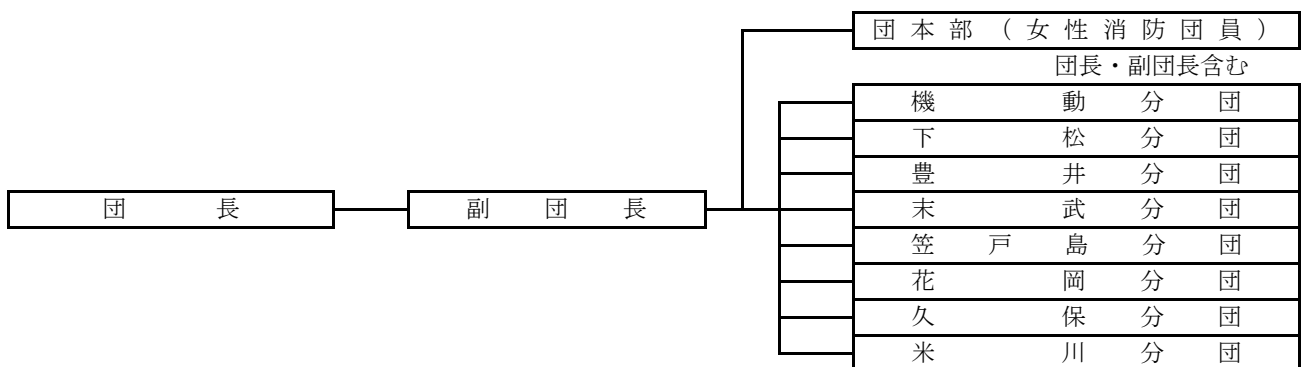 団本部(女性消防団員)
団長・副団長含む
機動分団
下松分団
豊井分団
団長
副団長
末武分団
笠戸島分団
花岡分団
久保分団
米川分団